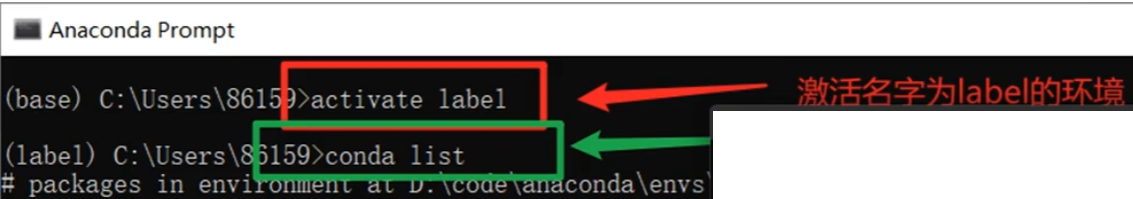 Anaconda Prompt
(base) C:\Users\86159>activate label
激活名字为label的环境
(label) C:\Users\86159>conda list
# packages in environment at D:\code\anaconda\envs\